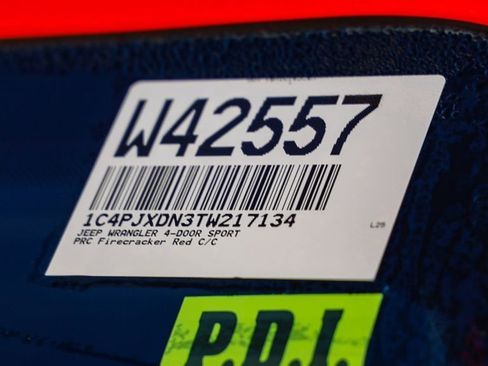 W42557
1C4PJXDN3TW217134
JEEP WRANGLER 4-DOOR SPORT
PRC Firecracker Red C/C
L25
P.D.I.